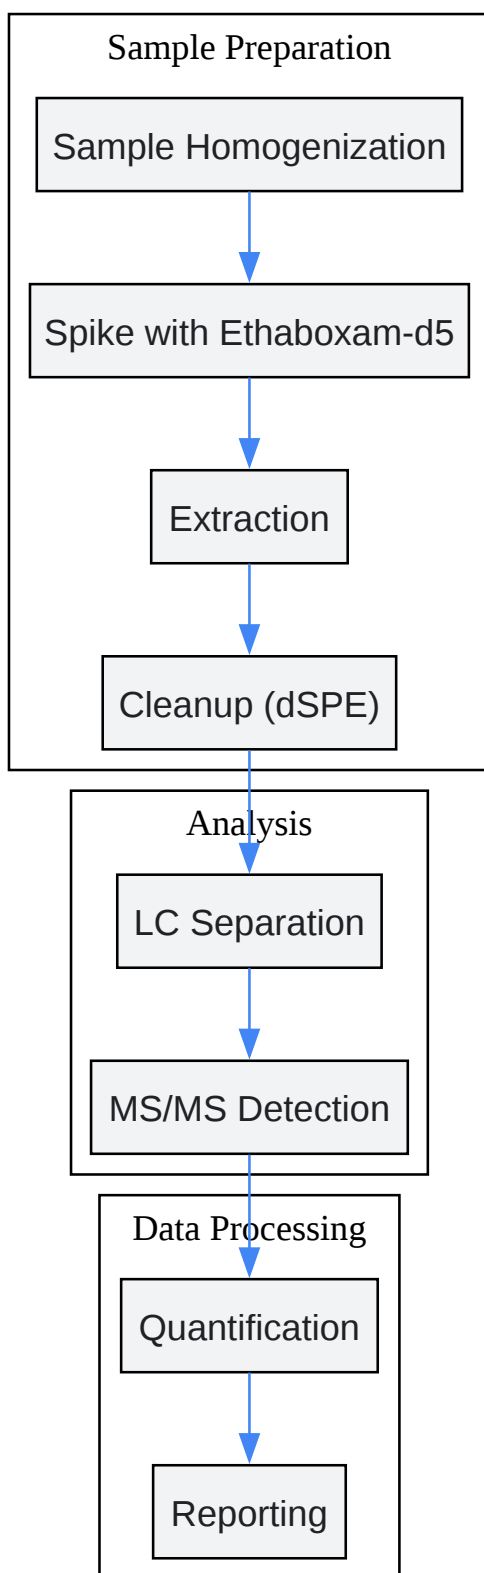 Sample Preparation
Sample Homogenization
Spike with Ethaboxam-d5
Extraction
Cleanup (dSPE)
Analysis
LC Separation
MS/MS Detection
Data Processing
Quantification
Reporting